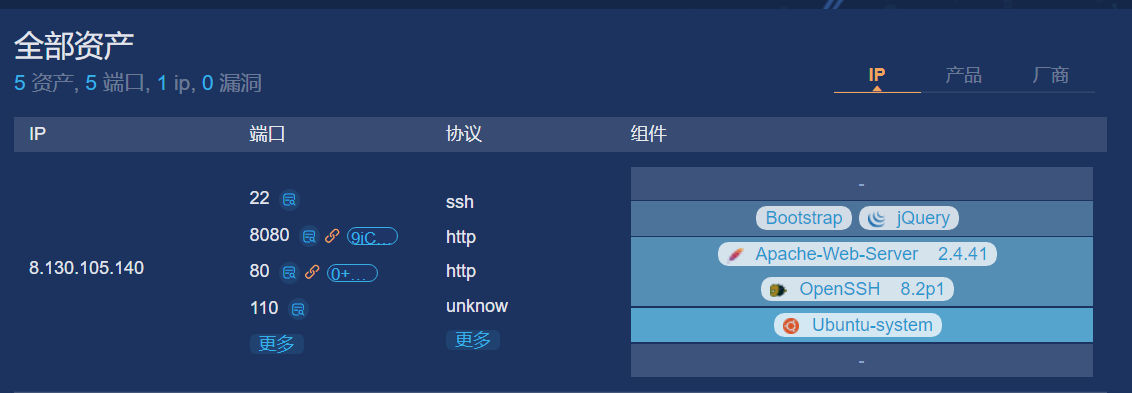 全部资产
5 资产, 5 端口, 1 ip, 0 漏洞
IP 产品 厂商
IP 端口 协议 组件
-
22 ssh
Bootstrap jQuery
8080 9iC... http
Apache-Web-Server 2.4.41
8.130.105.140
80 0+... http
OpenSSH 8.2p1
110 unknow
Ubuntu-system
更多 更多
-